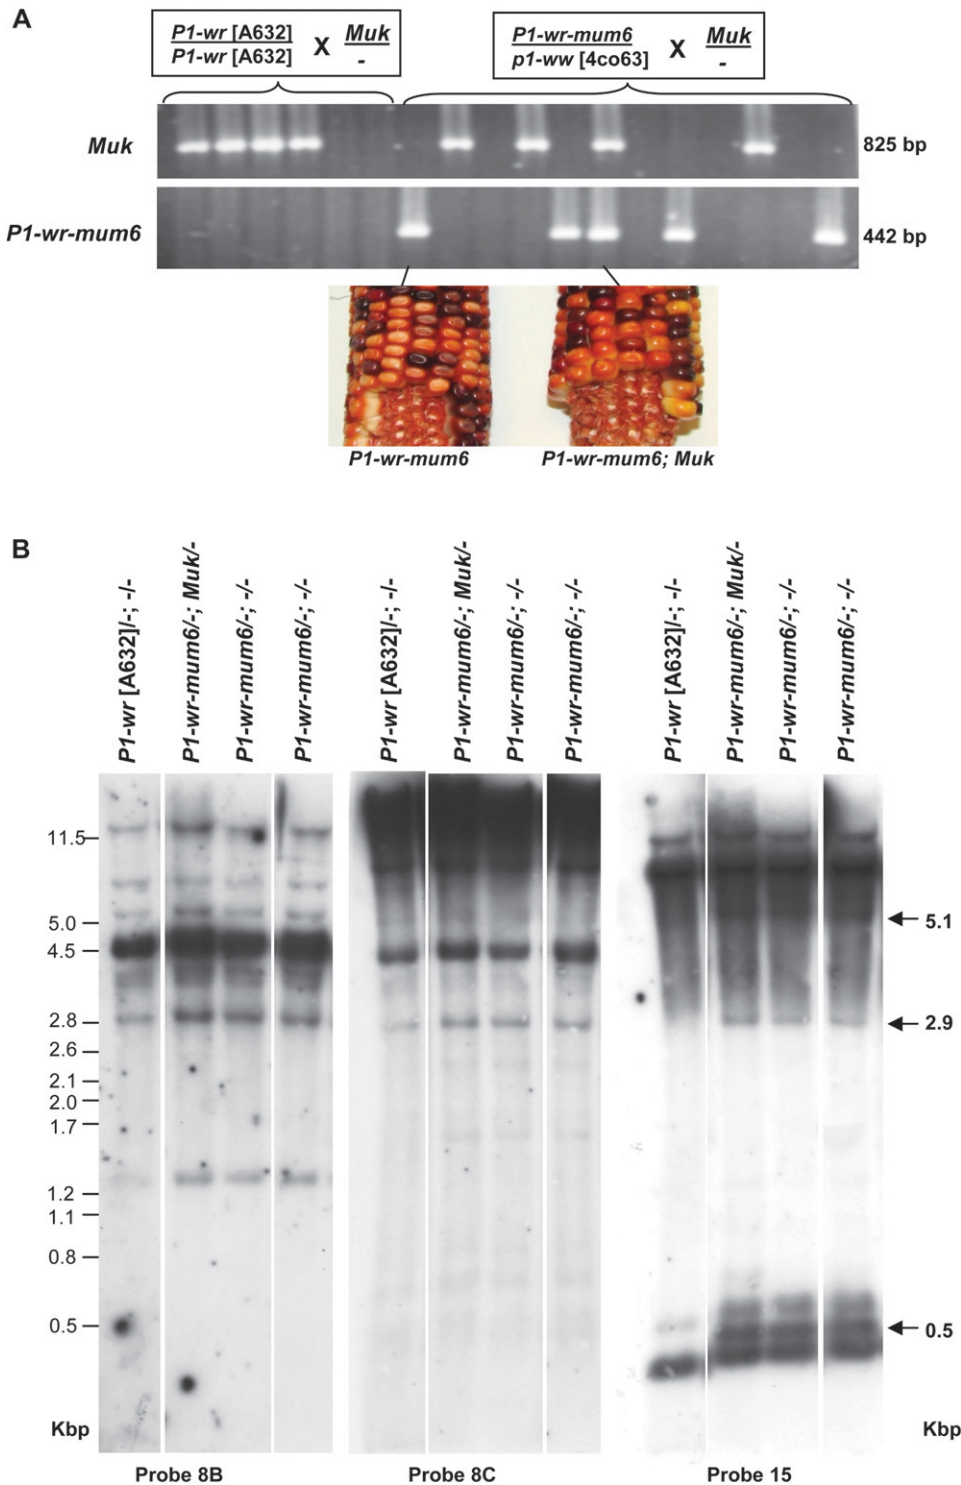 A
P1-wr [A632]
P1-wr [A632]
X
Muk
-
P1-wr-mum6
p1-ww [4co63]
X
Muk
-
Muk
825 bp
P1-wr-mum6
442 bp
P1-wr-mum6
P1-wr-mum6; Muk
B
P1-wr [A632]/-; -/-
P1-wr-mum6/-; Muk/-
P1-wr-mum6/-; -/-
P1-wr-mum6/-; -/-
P1-wr [A632]/-; -/-
P1-wr-mum6/-; Muk/-
P1-wr-mum6/-; -/-
P1-wr-mum6/-; -/-
P1-wr [A632]/-; -/-
P1-wr-mum6/-; Muk/-
P1-wr-mum6/-; -/-
P1-wr-mum6/-; -/-
11.5
5.0
4.5
2.8
2.6
2.1
2.0
1.7
1.2
1.1
0.8
0.5
Kbp
5.1
2.9
0.5
Kbp
Probe 8B
Probe 8C
Probe 15